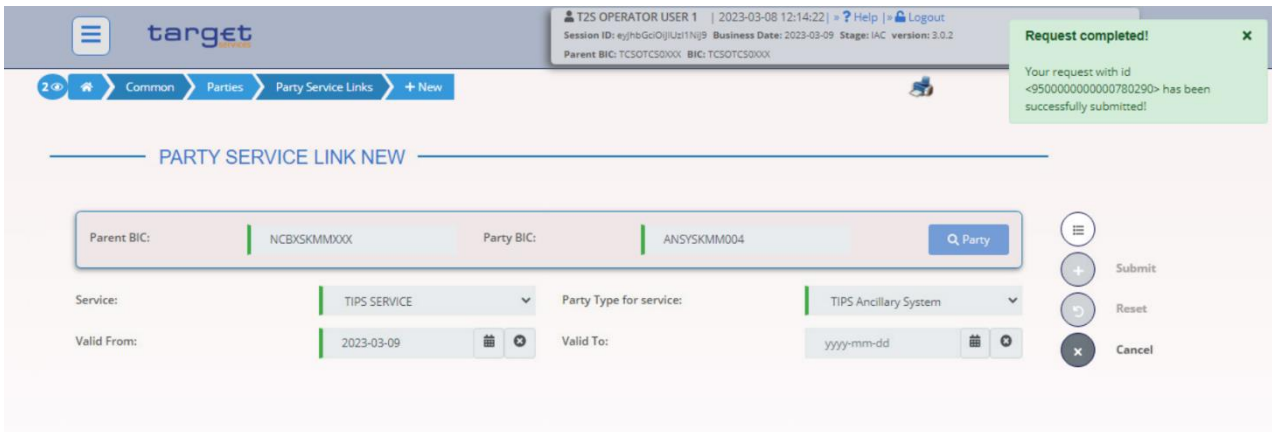 target
services
T2S OPERATOR USER 1 | 2023-03-08 12:14:22| » ? Help |» Logout
Session ID: eyJhbGciOiJIUzI1NiJ9 Business Date: 2023-03-09 Stage: IAC version: 3.0.2
Parent BIC: TCSOTCS0XXX BIC: TCSOTCS0XXX
Request completed! ×
Your request with id
<9500000000000780290> has been
successfully submitted!
2 Common Parties Party Service Links + New
PARTY SERVICE LINK NEW
Parent BIC: NCBXSKMMXXX Party BIC: ANSYSKMM004 Party
Service: TIPS SERVICE Party Type for service: TIPS Ancillary System
Valid From: 2023-03-09 Valid To: yyyy-mm-dd
Submit
Reset
Cancel